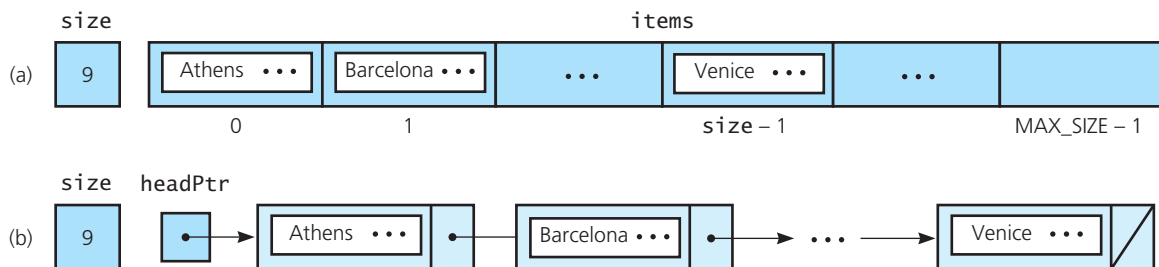 size items
(a) 9 Athens ••• Barcelona ••• ••• Venice ••• •••
0 1 size – 1 MAX_SIZE – 1
size headPtr
(b) 9 Athens ••• Barcelona ••• ••• Venice •••